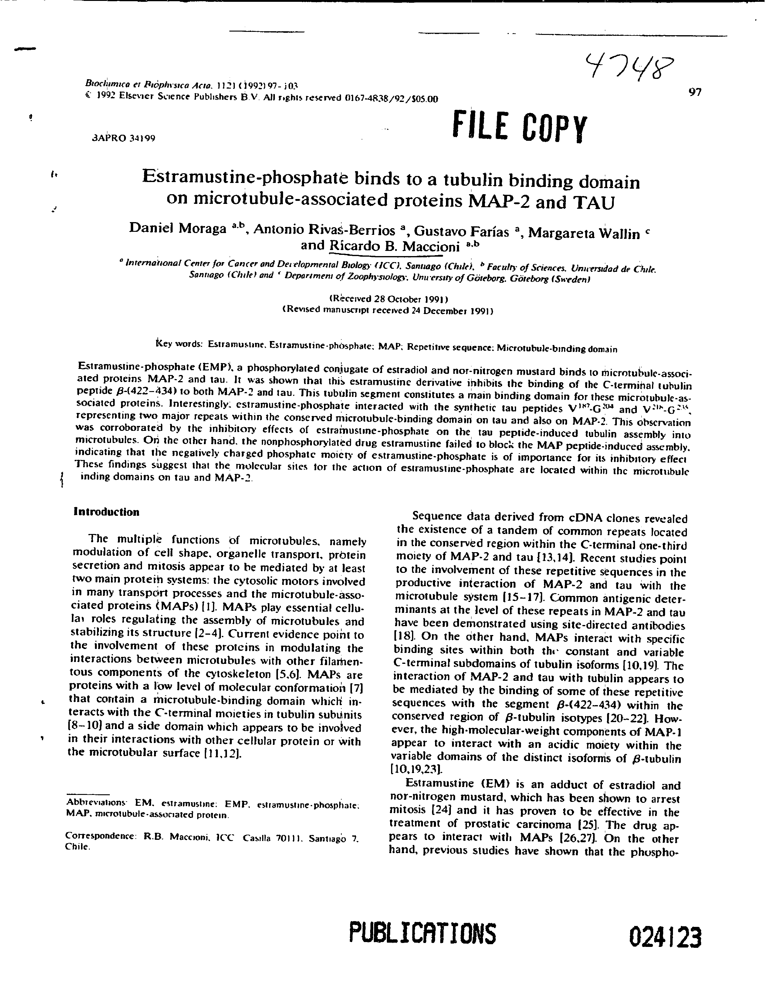 4748
Biochimica et Biophysica Acta, 1121 (1992) 97-103
© 1992 Elsevier Science Publishers B.V. All rights reserved 0167-4838/92/$05.00
97
BAPRO 34199
FILE COPY
Estramustine-phosphate binds to a tubulin binding domain
on microtubule-associated proteins MAP-2 and TAU
Daniel Moraga a,b, Antonio Rivas-Berrios a, Gustavo Farías a, Margareta Wallin c
and Ricardo B. Maccioni a,b
a International Center for Cancer and Developmental Biology (ICC), Santiago (Chile), b Faculty of Sciences, Universidad de Chile,
Santiago (Chile) and c Department of Zoophysiology, University of Göteborg, Göteborg (Sweden)
(Received 28 October 1991)
(Revised manuscript received 24 December 1991)
Key words: Estramustine, Estramustine-phosphate; MAP; Repetitive sequence; Microtubule-binding domain
Estramustine-phosphate (EMP), a phosphorylated conjugate of estradiol and nor-nitrogen mustard binds to microtubule-associ-
ated proteins MAP-2 and tau. It was shown that this estramustine derivative inhibits the binding of the C-terminal tubulin
peptide β-(422–434) to both MAP-2 and tau. This tubulin segment constitutes a main binding domain for these microtubule-as-
sociated proteins. Interestingly, estramustine-phosphate interacted with the synthetic tau peptides V187-G204 and V218-G235,
representing two major repeats within the conserved microtubule-binding domain on tau and also on MAP-2. This observation
was corroborated by the inhibitory effects of estramustine-phosphate on the tau peptide-induced tubulin assembly into
microtubules. On the other hand, the nonphosphorylated drug estramustine failed to block the MAP peptide-induced assembly,
indicating that the negatively charged phosphate moiety of estramustine-phosphate is of importance for its inhibitory effect
These findings suggest that the molecular sites for the action of estramustine-phosphate are located within the microtubule
inding domains on tau and MAP-2.
Introduction
The multiple functions of microtubules, namely
modulation of cell shape, organelle transport, protein
secretion and mitosis appear to be mediated by at least
two main protein systems: the cytosolic motors involved
in many transport processes and the microtubule-asso-
ciated proteins (MAPs) [1]. MAPs play essential cellu-
lar roles regulating the assembly of microtubules and
stabilizing its structure [2–4]. Current evidence point to
the involvement of these proteins in modulating the
interactions between microtubules with other filamen-
tous components of the cytoskeleton [5,6]. MAPs are
proteins with a low level of molecular conformation [7]
that contain a microtubule-binding domain which in-
teracts with the C-terminal moieties in tubulin subunits
[8–10] and a side domain which appears to be involved
in their interactions with other cellular protein or with
the microtubular surface [11,12].
Abbreviations: EM, estramustine; EMP, estramustine-phosphate;
MAP, microtubule-associated protein.
Correspondence: R.B. Maccioni, ICC Casilla 70111, Santiago 7,
Chile.
Sequence data derived from cDNA clones revealed
the existence of a tandem of common repeats located
in the conserved region within the C-terminal one-third
moiety of MAP-2 and tau [13,14]. Recent studies point
to the involvement of these repetitive sequences in the
productive interaction of MAP-2 and tau with the
microtubule system [15–17]. Common antigenic deter-
minants at the level of these repeats in MAP-2 and tau
have been demonstrated using site-directed antibodies
[18]. On the other hand, MAPs interact with specific
binding sites within both the constant and variable
C-terminal subdomains of tubulin isoforms [10,19]. The
interaction of MAP-2 and tau with tubulin appears to
be mediated by the binding of some of these repetitive
sequences with the segment β-(422–434) within the
conserved region of β-tubulin isotypes [20–22]. How-
ever, the high-molecular-weight components of MAP-1
appear to interact with an acidic moiety within the
variable domains of the distinct isoforms of β-tubulin
[10,19,23].
Estramustine (EM) is an adduct of estradiol and
nor-nitrogen mustard, which has been shown to arrest
mitosis [24] and it has proven to be effective in the
treatment of prostatic carcinoma [25]. The drug ap-
pears to interact with MAPs [26,27]. On the other
hand, previous studies have shown that the phospho-
PUBLICATIONS
024123